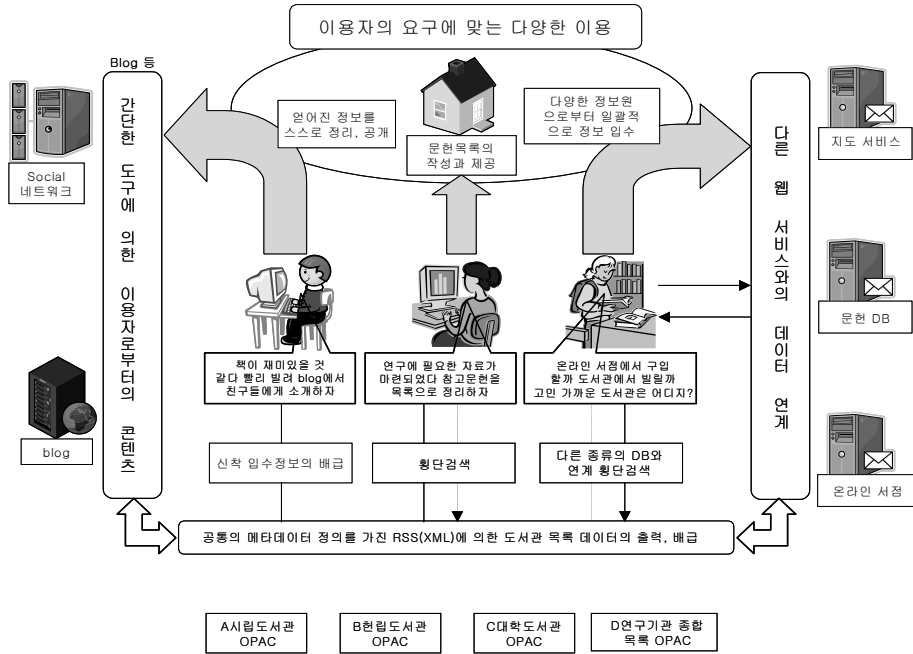 이용자의 요구에 맞는 다양한 이용
Blog 등
간단한 도구에 의한 이용자로부터의 콘텐츠
Social
네트워크
blog
얻어진 정보를
스스로 정리, 공개
문헌목록의
작성과 제공
다양한 정보원
으로부터 일괄적
으로 정보 입수
다른 웹 서비스와의 데이터 연계
지도 서비스
문헌 DB
온라인 서점
책이 재미있을 것
같다 빨리 빌려 blog에서
친구들에게 소개하자
연구에 필요한 자료가
마련되었다 참고문헌을
목록으로 정리하자
온라인 서점에서 구입
할까 도서관에서 빌릴까
고민 가까운 도서관은 어디지?
신착 입수정보의 배급
횡단검색
다른 종류의 DB와
연계 횡단검색
공통의 메타데이터 정의를 가진 RSS(XML)에 의한 도서관 목록 데이터의 출력, 배급
A시립도서관
OPAC
B현립도서관
OPAC
C대학도서관
OPAC
D연구기관 종합
목록 OPAC